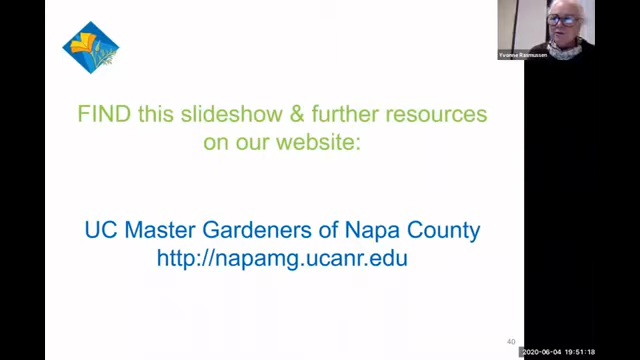 Yvonne Rasmussen
FIND this slideshow & further resources
on our website:
UC Master Gardeners of Napa County
http://napamg.ucanr.edu
40
2020-06-04 19:51:18